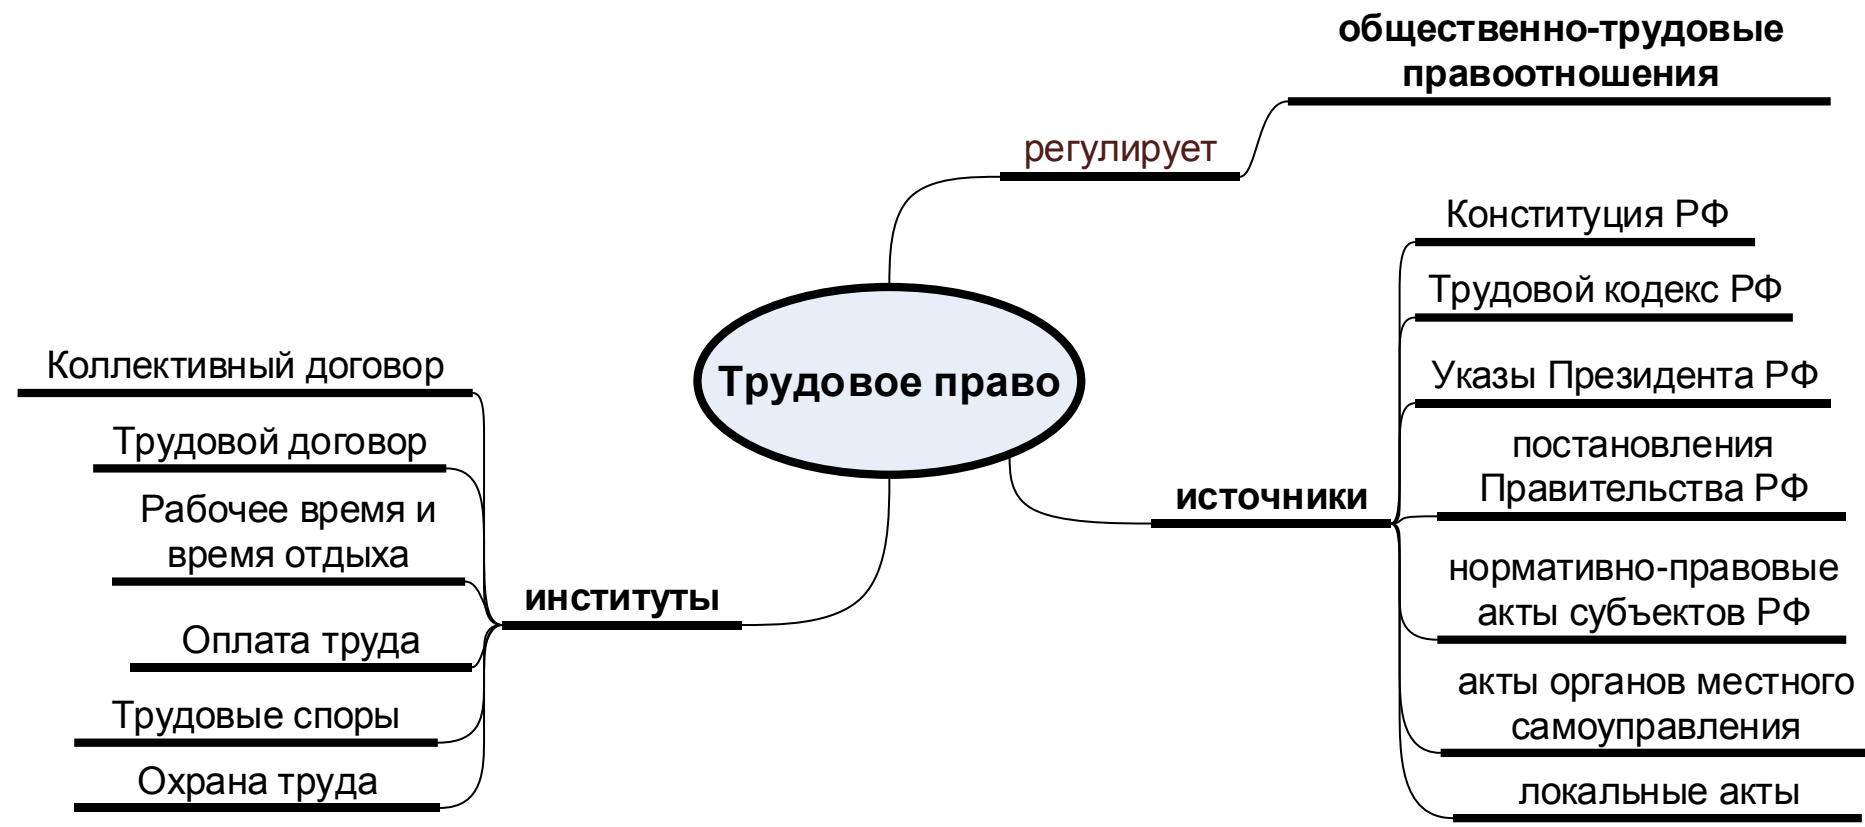 общественно-трудовые
правоотношения
регулирует
Трудовое право
источники
Конституция РФ
Трудовой кодекс РФ
Указы Президента РФ
постановления
Правительства РФ
нормативно-правовые
акты субъектов РФ
акты органов местного
самоуправления
локальные акты
институты
Коллективный договор
Трудовой договор
Рабочее время и
время отдыха
Оплата труда
Трудовые споры
Охрана труда